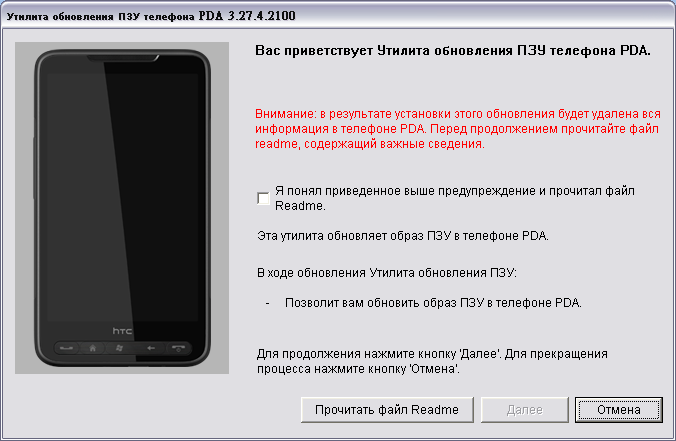 Утилита обновления ПЗУ телефона PDA 3.27.4.2100
Вас приветствует Утилита обновления ПЗУ телефона PDA.
Внимание: в результате установки этого обновления будет удалена вся
информация в телефоне PDA. Перед продолжением прочитайте файл
readme, содержащий важные сведения.
Я понял приведенное выше предупреждение и прочитал файл
Readme.
Эта утилита обновляет образ ПЗУ в телефоне PDA.
В ходе обновления Утилита обновления ПЗУ:
- Позволит вам обновить образ ПЗУ в телефоне PDA.
hTC
Для продолжения нажмите кнопку 'Далее'. Для прекращения
процесса нажмите кнопку 'Отмена'.
Прочитать файл Readme
Далее
Отмена